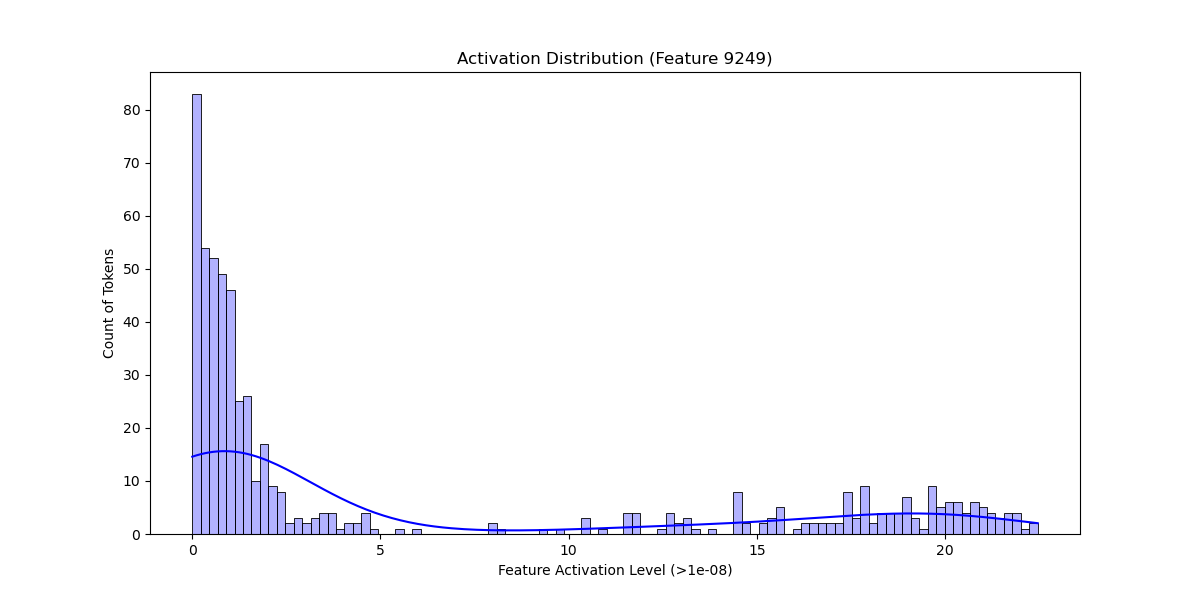 Activation Distribution (Feature 9249)
Count of Tokens
80
70
60
50
40
30
20
10
0
0 5 10 15 20
Feature Activation Level (>1e-08)